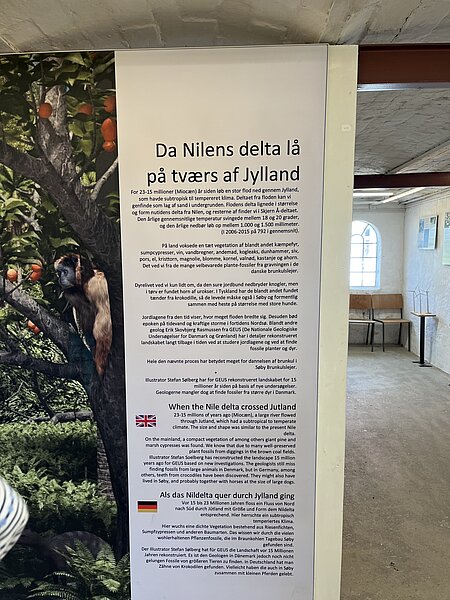 Da Nilens delta lå
på tværs af Jylland
For 23-15 millioner (Miocæn) år siden løb en stor flod ned gennem Jylland,
som havde subtropisk til tempereret klima. Deltaet fra floden kan vi
genfinde som lag af sand i undergrunden. Flodens delta lignede i størrelse
og form nutidens delta fra Nilen, og resterne af finder vi i Skjern Å-deltaet.
Den årlige gennemsnitlige temperatur svingede mellem 18 og 20 grader,
og den årlige nedbør løb op mellem 1.000 og 1.500 millimeter.
(I 2006-2015 på 792 i gennemsnit).
På land voksede en tæt vegetation af blandt andet kæmpefyr,
sumpcypresser, vin, vandbregner, andemad, kogleaks, dunhammer, siv,
pors, el, kristtorn, magnolie, blomme, kornel, valnød, kastanje og ahorn.
Det ved vi fra de mange velbevarede plante-fossiler fra gravningen i de
danske brunkulslejer.
Dyrelivet ved vi kun lidt om, da den sure jordbund nedbryder knogler, men
i tørv er fundet horn af urokser. I Tyskland har de blandt andet fundet
tænder fra krokodille, så de levede måske også i Søby og formentlig
sammen med heste på størrelse med store hunde.
Jordlagene fra den tid viser, hvor meget floden bredte sig. Desuden bød
epoken på tidevand og kraftige storme i fortidens Nordsø. Blandt andre
geolog Erik Skovbjerg Rasmussen fra GEUS (De Nationale Geologiske
Undersøgelser for Danmark og Grønland) har i detaljer rekonstrueret
landskabet langt tilbage i tiden ved at studere jordlagene og ved at finde
fossile planter og dyr.
Hele den nævnte proces har betydet meget for dannelsen af brunkul i
Søby Brunkulslejer.
Illustrator Stefan Sølberg har for GEUS rekonstrueret landskabet for 15
millioner år siden på basis af nye undersøgelser.
Geologerne mangler dog at finde fossiler fra større dyr i Danmark.
When the Nile delta crossed Jutland
23-15 millions of years ago (Miocæn), a large river flowed
through Jutland, which had a subtropical to temperate
climate. The size and shape was similar to the present Nile
delta.
On the mainland, a compact vegetation of among others giant pine and
marsh cypresses was found. We know that due to many well-preserved
plant fossils from diggings in the brown coal fields.
Illustrator Stefan Soelberg has reconstructed the landscape 15 million
years ago for GEUS based on new investigations. The geologists still miss
finding fossils from large animals in Denmark, but in Germany, among
others, teeth from crocodiles have been discovered. They might also have
lived in Søby, and probably together with horses at the size of large dogs.
Als das Nildelta quer durch Jylland ging
Vor 15 bis 23 Millionen Jahren floss ein Fluss von Nord
nach Süd durch Jütland mit Größe und Form dem Nildelta
entsprechend. Hier herrschte ein subtropisch
temperiertes Klima.
Hier wuchs eine dichte Vegetation bestehend aus Riesenfichten,
Sumpfzypressen und anderen Baumarten. Das wissen wir durch die vielen
wohlerhaltenen Pflanzenfossile, die im Braunkohlen Tagebau Søby
gefunden sind.
Der Illustrator Stefan Sølberg hat für GEUS die Landschaft vor 15 Millionen
Jahren rekonstruiert. Es ist den Geologen in Dänemark jedoch noch nicht
gelungen Fossile von größeren Tieren zu finden. In Deutschland hat man
Zähne von Krokodilen gefunden. Vielleicht haben die auch in Søby
zusammen mit kleinen Pferden gelebt.